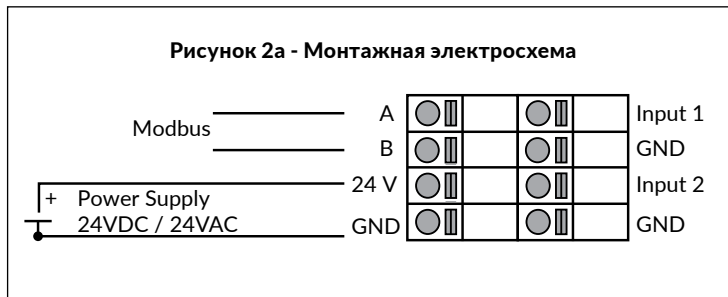 Рисунок 2a - Монтажная электросхема
A
Input 1
Modbus
B
GND
24 V
Input 2
+ Power Supply
24VDC / 24VAC
GND
GND